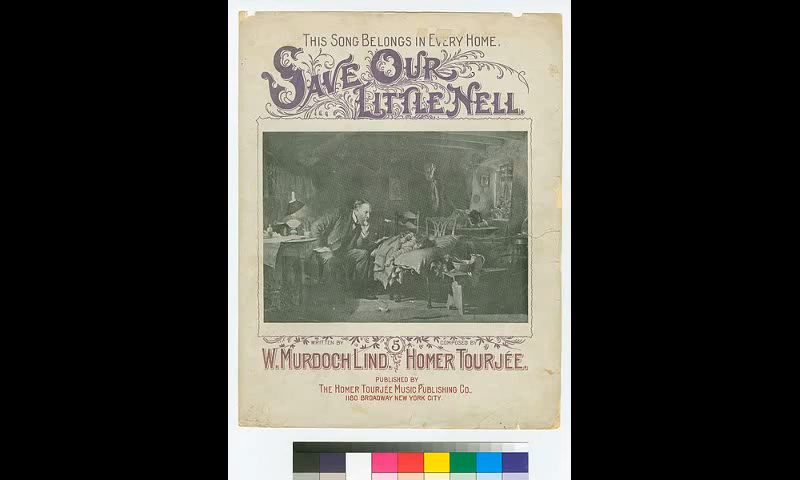 THIS SONG BELONGS IN EVERY HOME.
SAVE OUR
LITTLE NELL.
WRITTEN BY
5
COMPOSED BY
W. MURDOCH LIND.
HOMER TOURJÉE.
PUBLISHED BY
THE HOMER TOURJÉE MUSIC PUBLISHING CO.
1180 BROADWAY NEW YORK CITY